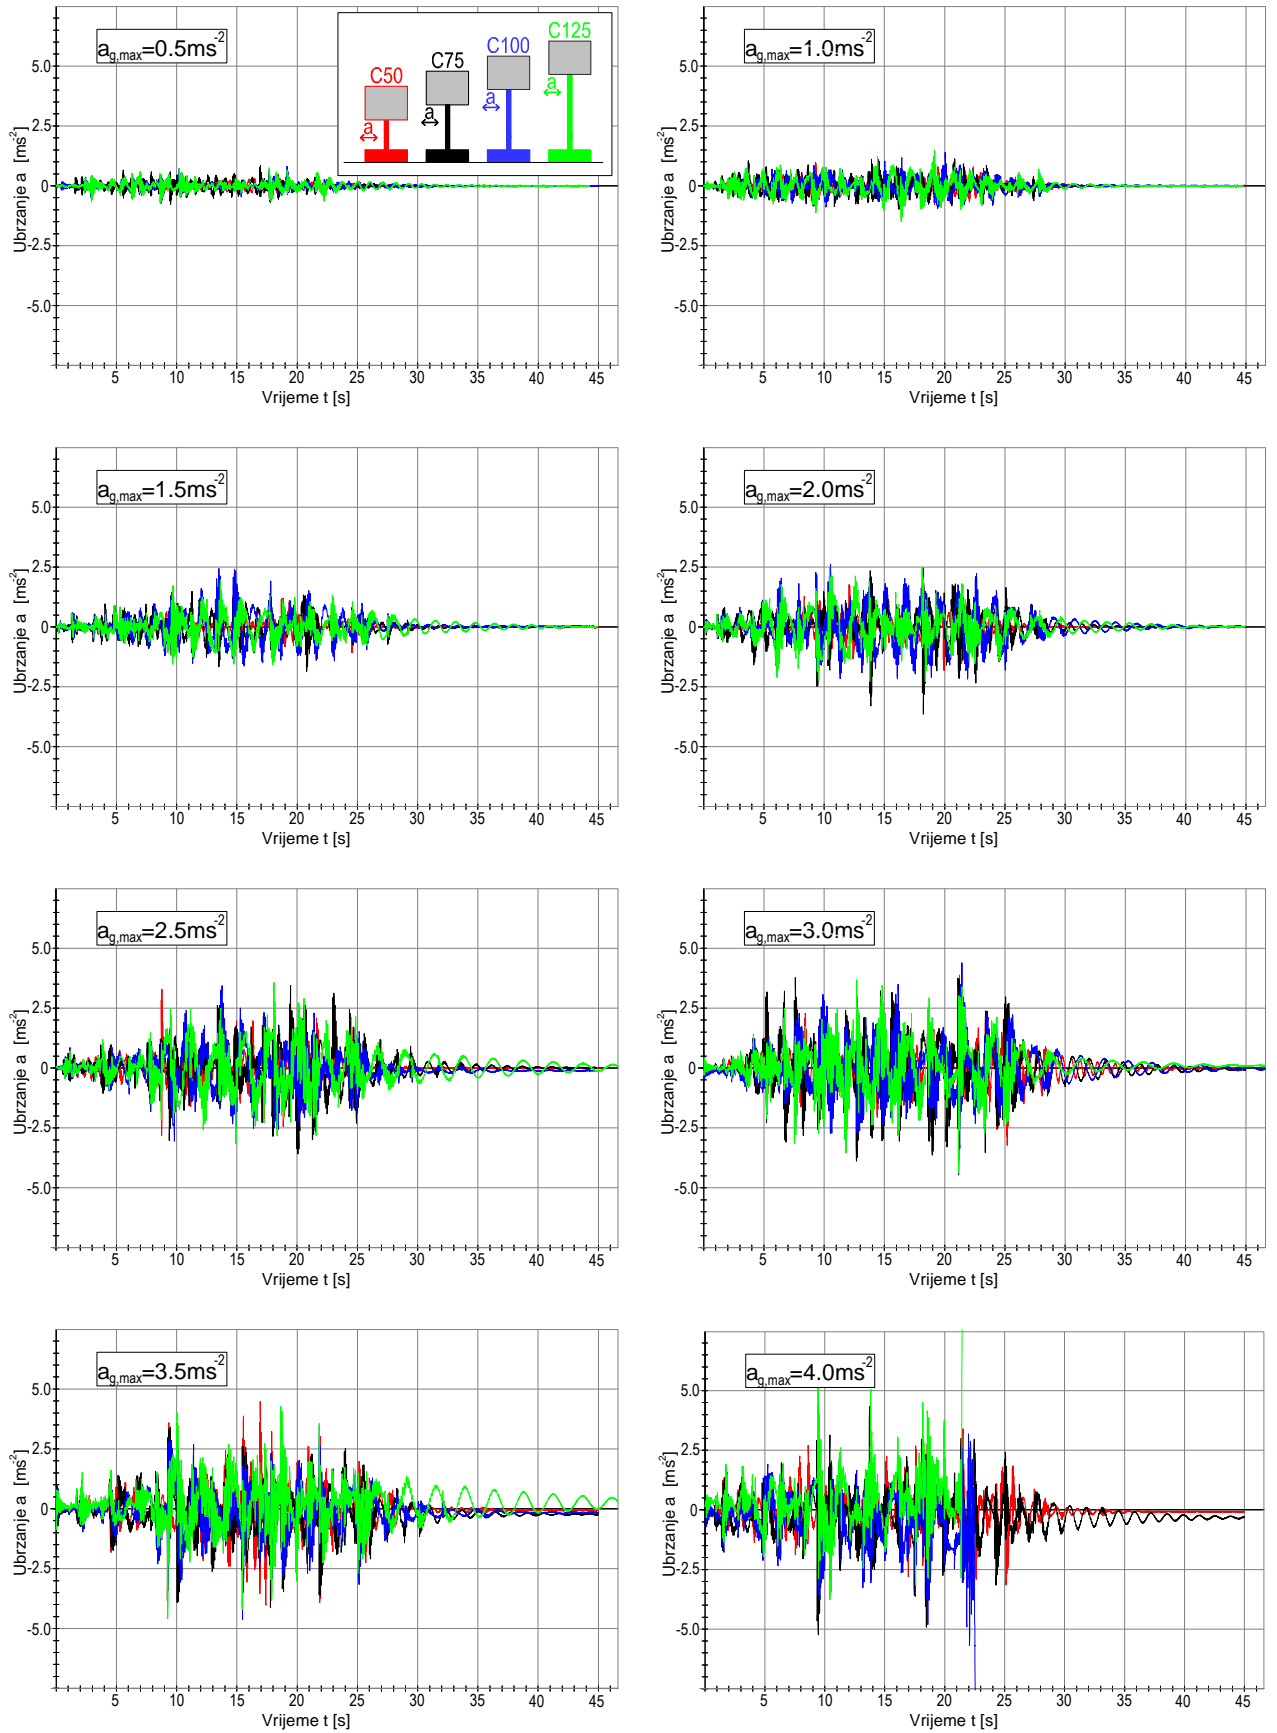 a_g,max=0.5ms^-2
C50 C75 C100 C125
a a a a
Ubrzanje a [ms^-2]
5.0
2.5
0
-2.5
-5.0
5 10 15 20 25 30 35 40 45
Vrijeme t [s]
a_g,max=1.0ms^-2
Ubrzanje a [ms^-2]
5.0
2.5
0
-2.5
-5.0
5 10 15 20 25 30 35 40 45
Vrijeme t [s]
a_g,max=1.5ms^-2
Ubrzanje a [ms^-2]
5.0
2.5
0
-2.5
-5.0
5 10 15 20 25 30 35 40 45
Vrijeme t [s]
a_g,max=2.0ms^-2
Ubrzanje a [ms^-2]
5.0
2.5
0
-2.5
-5.0
5 10 15 20 25 30 35 40 45
Vrijeme t [s]
a_g,max=2.5ms^-2
Ubrzanje a [ms^-2]
5.0
2.5
0
-2.5
-5.0
5 10 15 20 25 30 35 40 45
Vrijeme t [s]
a_g,max=3.0ms^-2
Ubrzanje a [ms^-2]
5.0
2.5
0
-2.5
-5.0
5 10 15 20 25 30 35 40 45
Vrijeme t [s]
a_g,max=3.5ms^-2
Ubrzanje a [ms^-2]
5.0
2.5
0
-2.5
-5.0
5 10 15 20 25 30 35 40 45
Vrijeme t [s]
a_g,max=4.0ms^-2
Ubrzanje a [ms^-2]
5.0
2.5
0
-2.5
-5.0
5 10 15 20 25 30 35 40 45
Vrijeme t [s]